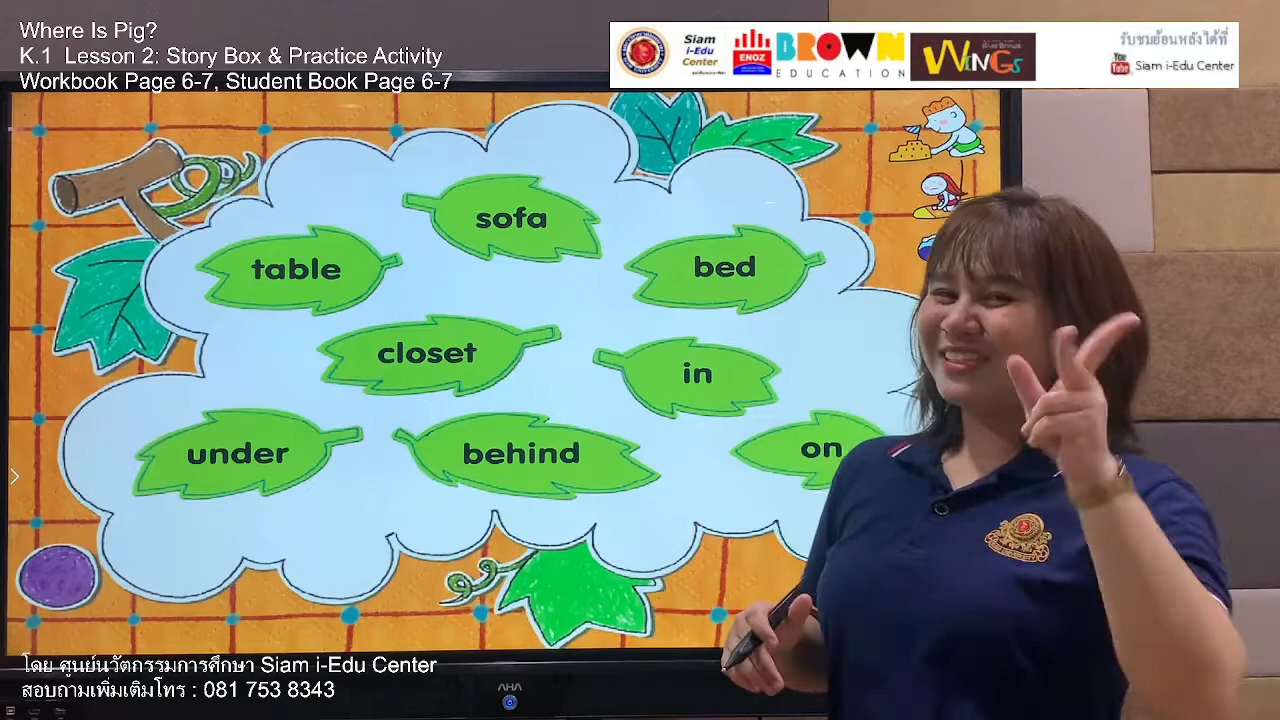 Where Is Pig?
K.1 Lesson 2: Story Box & Practice Activity
Workbook Page 6-7, Student Book Page 6-7
Siam
i-Edu
Center
ENOZ
BROWN
EDUCATION
WINGS
รับชมย้อนหลังได้ที่
You Tube Siam i-Edu Center
sofa
table
bed
closet
in
under
behind
on
โดย ศูนย์นวัตกรรมการศึกษา Siam i-Edu Center
สอบถามเพิ่มเติมโทร : 081 753 8343
AHA